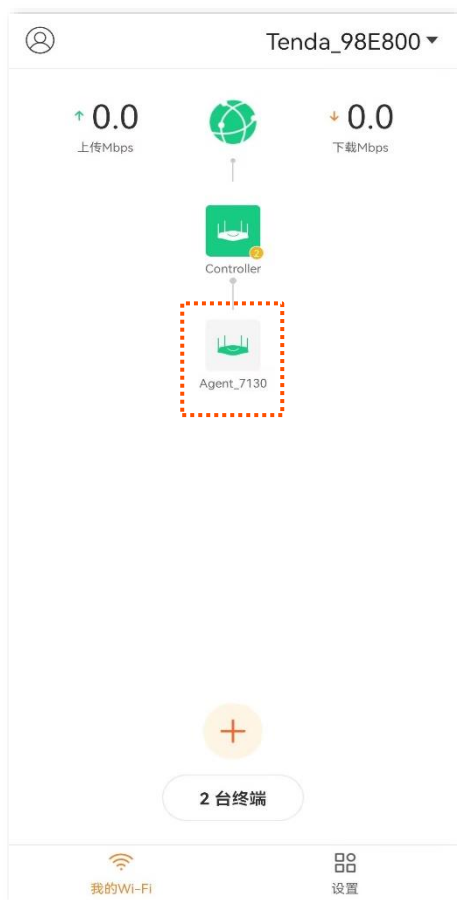 Tenda_98E800
0.0
上传Mbps
0.0
下载Mbps
2
Controller
Agent_7130
2 台终端
我的Wi-Fi
设置